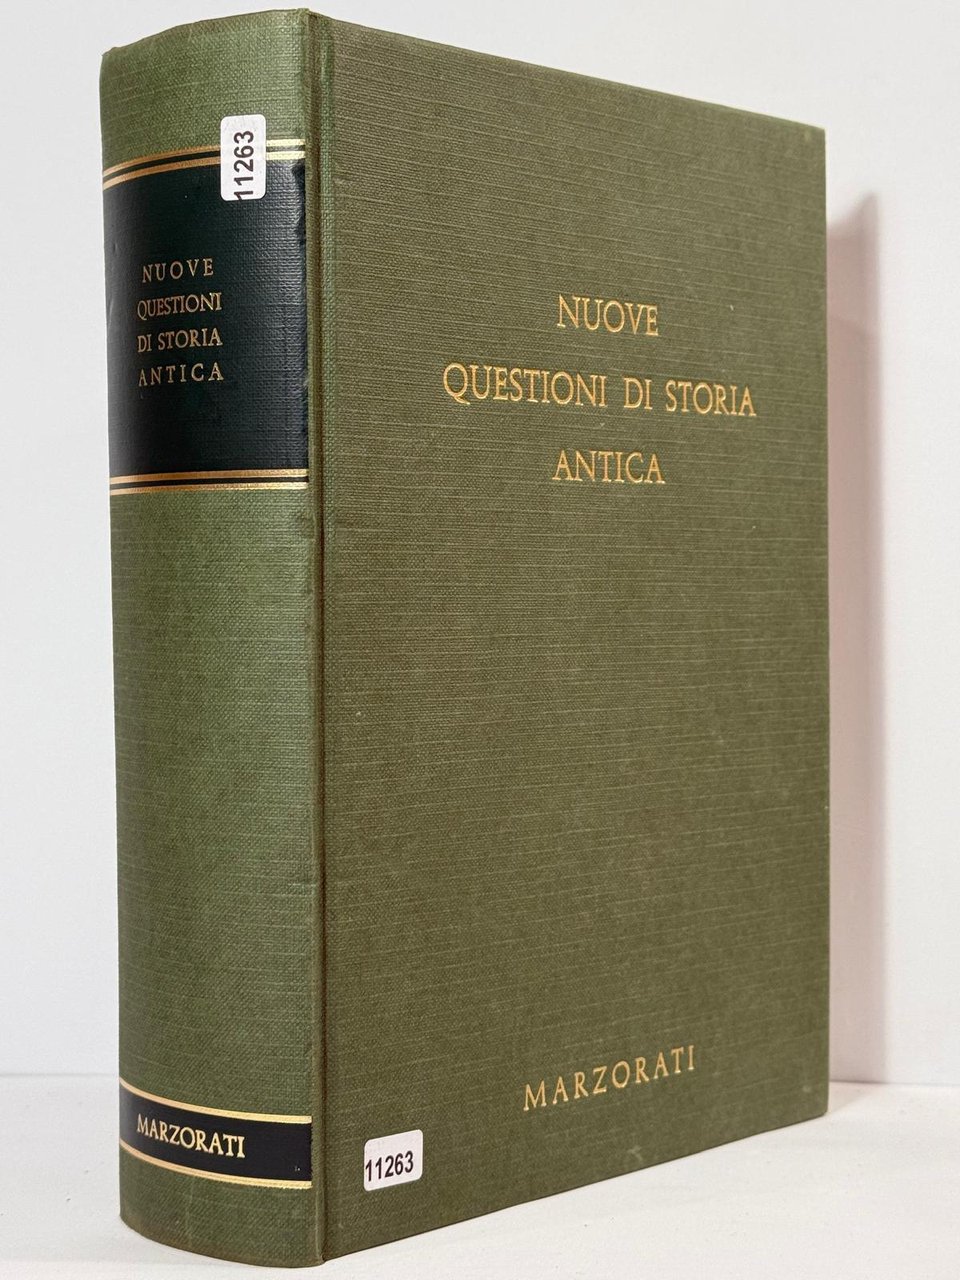 11263
NUOVE
QUESTIONI
DI STORIA
ANTICA
MARZORATI
NUOVE
QUESTIONI DI STORIA
ANTICA
MARZORATI
11263